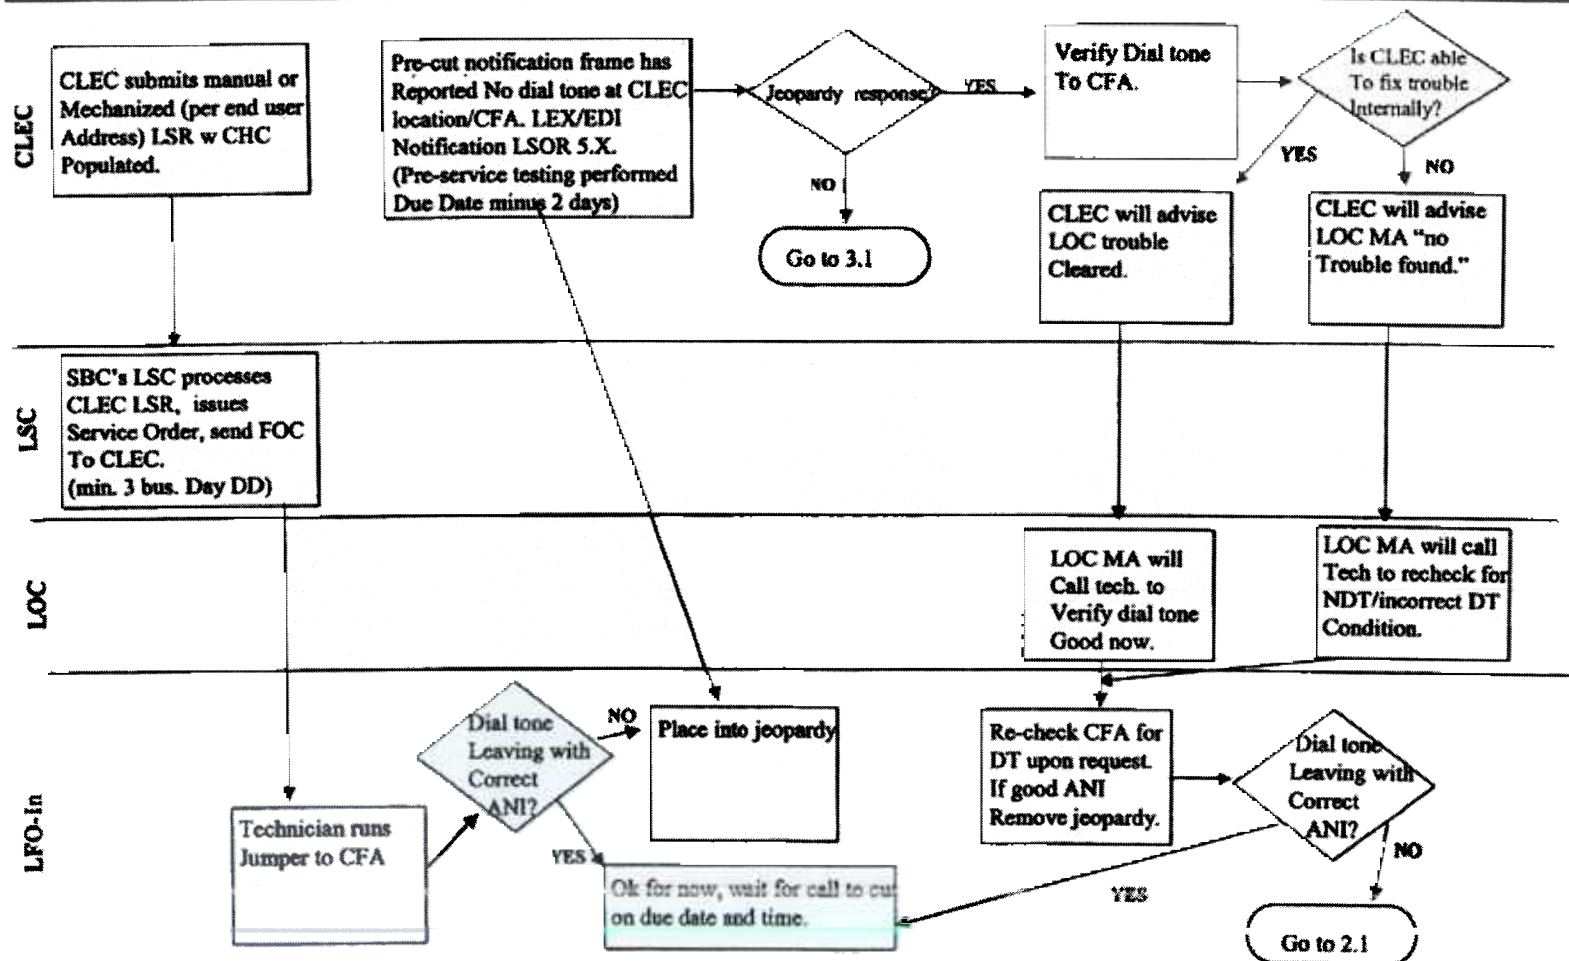 CLEC
CLEC submits manual or
Mechanized (per end user
Address) LSR w CHC
Populated.
Pre-cut notification frame has
Reported No dial tone at CLEC
location/CFA. LEX/EDI
Notification LSOR 5.X.
(Pre-service testing performed
Due Date minus 2 days)
Jeopardy response?
YES
NO
Go to 3.1
Verify Dial tone
To CFA.
Is CLEC able
To fix trouble
Internally?
YES
NO
CLEC will advise
LOC trouble
Cleared.
CLEC will advise
LOC MA “no
Trouble found.”
LSC
SBC's LSC processes
CLEC LSR, issues
Service Order, send FOC
To CLEC.
(min. 3 bus. Day DD)
LOC
LOC MA will
Call tech. to
Verify dial tone
Good now.
LOC MA will call
Tech to recheck for
NDT/incorrect DT
Condition.
LFO-In
Technician runs
Jumper to CFA
Dial tone
Leaving with
Correct
ANI?
NO
YES
Place into jeopardy
Ok for now, wait for call to cut
on due date and time.
Re-check CFA for
DT upon request.
If good ANI
Remove jeopardy.
Dial tone
Leaving with
Correct
ANI?
YES
NO
Go to 2.1